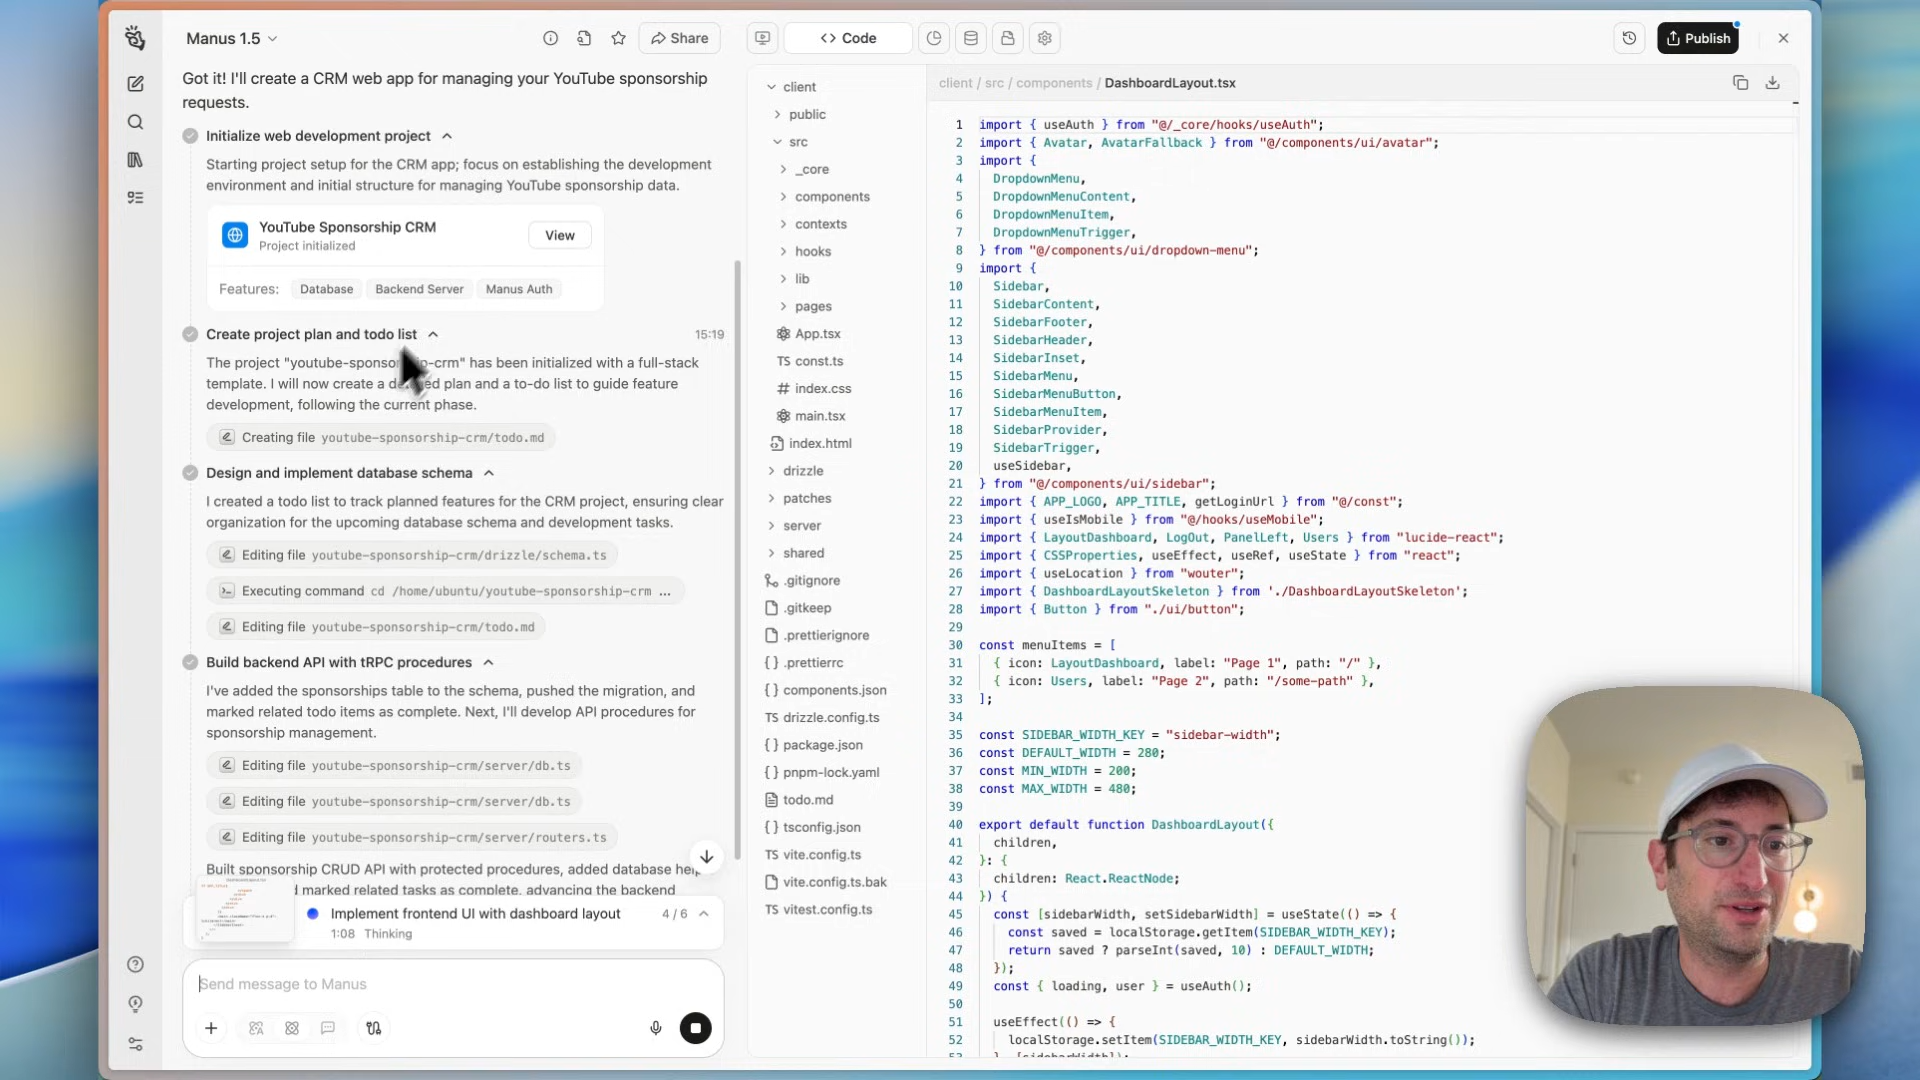 Manus 1.5
Share
Code
Publish
Got it! I'll create a CRM web app for managing your YouTube sponsorship
requests.
Initialize web development project
Starting project setup for the CRM app; focus on establishing the development
environment and initial structure for managing YouTube sponsorship data.
YouTube Sponsorship CRM
Project initialized
View
Features: Database Backend Server Manus Auth
Create project plan and todo list
15:19
The project "youtube-sponsorship-crm" has been initialized with a full-stack
template. I will now create a detailed plan and a to-do list to guide feature
development, following the current phase.
Creating file youtube-sponsorship-crm/todo.md
Design and implement database schema
I created a todo list to track planned features for the CRM project, ensuring clear
organization for the upcoming database schema and development tasks.
Editing file youtube-sponsorship-crm/drizzle/schema.ts
Executing command cd /home/ubuntu/youtube-sponsorship-crm ...
Editing file youtube-sponsorship-crm/todo.md
Build backend API with tRPC procedures
I've added the sponsorships table to the schema, pushed the migration, and
marked related todo items as complete. Next, I'll develop API procedures for
sponsorship management.
Editing file youtube-sponsorship-crm/server/db.ts
Editing file youtube-sponsorship-crm/server/db.ts
Editing file youtube-sponsorship-crm/server/routers.ts
Built sponsorship CRUD API with protected procedures, added database
marked related tasks as complete, advancing the backend
Implement frontend UI with dashboard layout
4 / 6
1:08 Thinking
Send message to Manus
client
public
src
_core
components
contexts
hooks
lib
pages
App.tsx
TS const.ts
# index.css
main.tsx
index.html
drizzle
patches
server
shared
.gitignore
.gitkeep
.prettierignore
{ } .prettierrc
{ } components.json
TS drizzle.config.ts
{ } package.json
{ } pnpm-lock.yaml
todo.md
{ } tsconfig.json
TS vite.config.ts
vite.config.ts.bak
TS vitest.config.ts
client / src / components / DashboardLayout.tsx
1 import { useAuth } from "@/_core/hooks/useAuth";
2 import { Avatar, AvatarFallback } from "@/components/ui/avatar";
3 import {
4 DropdownMenu,
5 DropdownMenuContent,
6 DropdownMenuItem,
7 DropdownMenuTrigger,
8 } from "@/components/ui/dropdown-menu";
9 import {
10 Sidebar,
11 SidebarContent,
12 SidebarFooter,
13 SidebarHeader,
14 SidebarInset,
15 SidebarMenu,
16 SidebarMenuButton,
17 SidebarMenuItem,
18 SidebarProvider,
19 SidebarTrigger,
20 useSidebar,
21 } from "@/components/ui/sidebar";
22 import { APP_LOGO, APP_TITLE, getLoginUrl } from "@/const";
23 import { useIsMobile } from "@/hooks/useMobile";
24 import { LayoutDashboard, LogOut, PanelLeft, Users } from "lucide-react";
25 import { CSSProperties, useEffect, useRef, useState } from "react";
26 import { useLocation } from "wouter";
27 import { DashboardLayoutSkeleton } from './DashboardLayoutSkeleton';
28 import { Button } from "./ui/button";
29
30 const menuItems = [
31 { icon: LayoutDashboard, label: "Page 1", path: "/" },
32 { icon: Users, label: "Page 2", path: "/some-path" },
33 ];
34
35 const SIDEBAR_WIDTH_KEY = "sidebar-width";
36 const DEFAULT_WIDTH = 280;
37 const MIN_WIDTH = 200;
38 const MAX_WIDTH = 480;
39
40 export default function DashboardLayout({
41 children,
42 }: {
43 children: React.ReactNode;
44 }) {
45 const [sidebarWidth, setSidebarWidth] = useState(() => {
46 const saved = localStorage.getItem(SIDEBAR_WIDTH_KEY);
47 return saved ? parseInt(saved, 10) : DEFAULT_WIDTH;
48 });
49 const { loading, user } = useAuth();
50
51 useEffect(() => {
52 localStorage.setItem(SIDEBAR_WIDTH_KEY, sidebarWidth.toString());